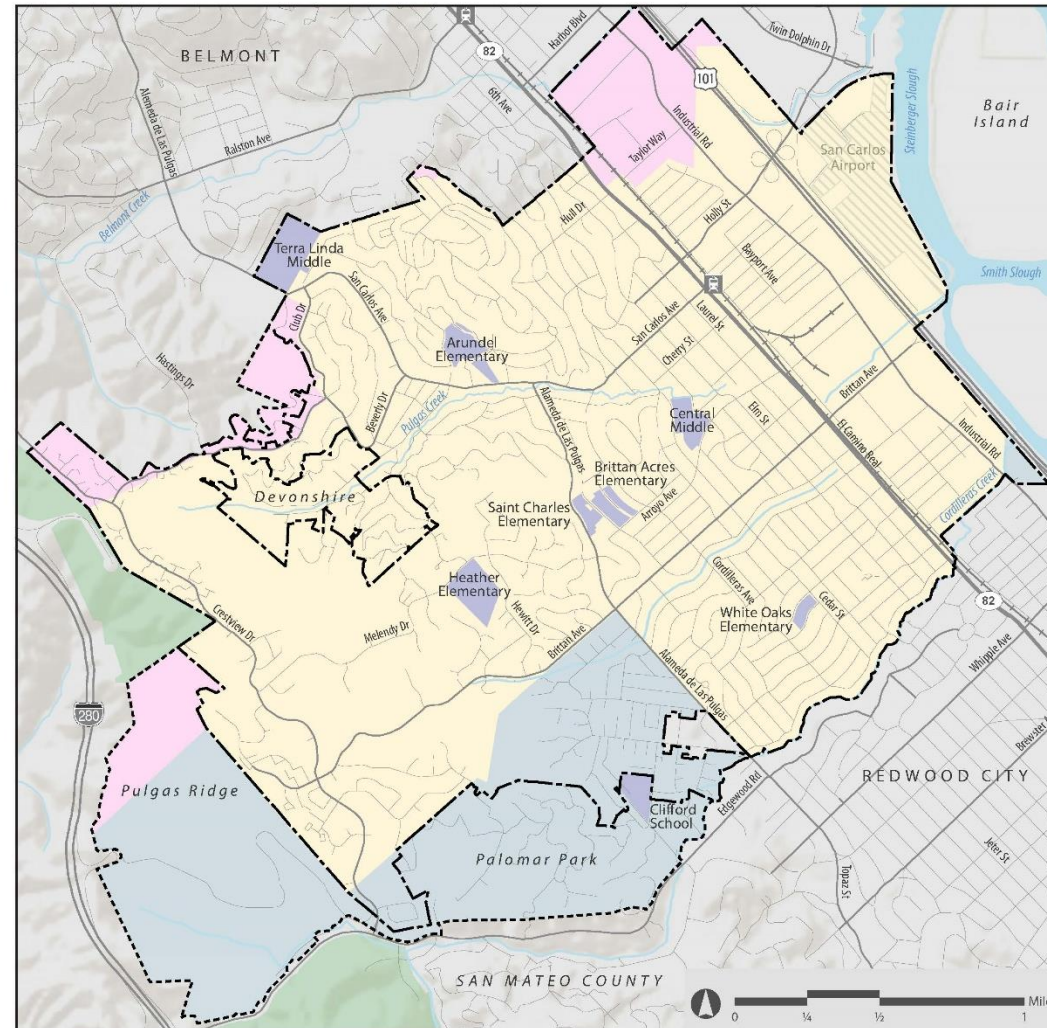 BELMONT
82
Harbor Blvd
Twin Dolphin Dr
Alameda de Las Pulgas
6th Ave
101
Steinberger Slough
Bair
Island
Ralston Ave
Industrial Rd
San Carlos
Airport
Taylor Way
Belmont Creek
Terra Linda
Middle
Hull Dr
Holly St
Bayport Ave
Smith Slough
San Carlos Ave
Club Dr
Arundel
Elementary
San Carlos Ave
Laurel St
Cherry St
Hastings Dr
Beverly Dr
Pulgas Creek
Alameda de Las Pulgas
Central
Middle
Elm St
Brittan Ave
El Camino Real
Industrial Rd
Brittan Acres
Elementary
Devonshire
Saint Charles
Elementary
Arroyo Ave
Cordilleras Creek
Heather
Elementary
Hewitt Dr
Cordilleras Ave
Cedar St
White Oaks
Elementary
82
Crestview Dr
Melendy Dr
Brittan Ave
Alameda de Las Pulgas
Whipple Ave
280
Pulgas Ridge
REDWOOD CITY
Edgewood Rd
Clifford
School
Palomar Park
Jeter St
Topaz St
SAN MATEO COUNTY
0
¼
½
1